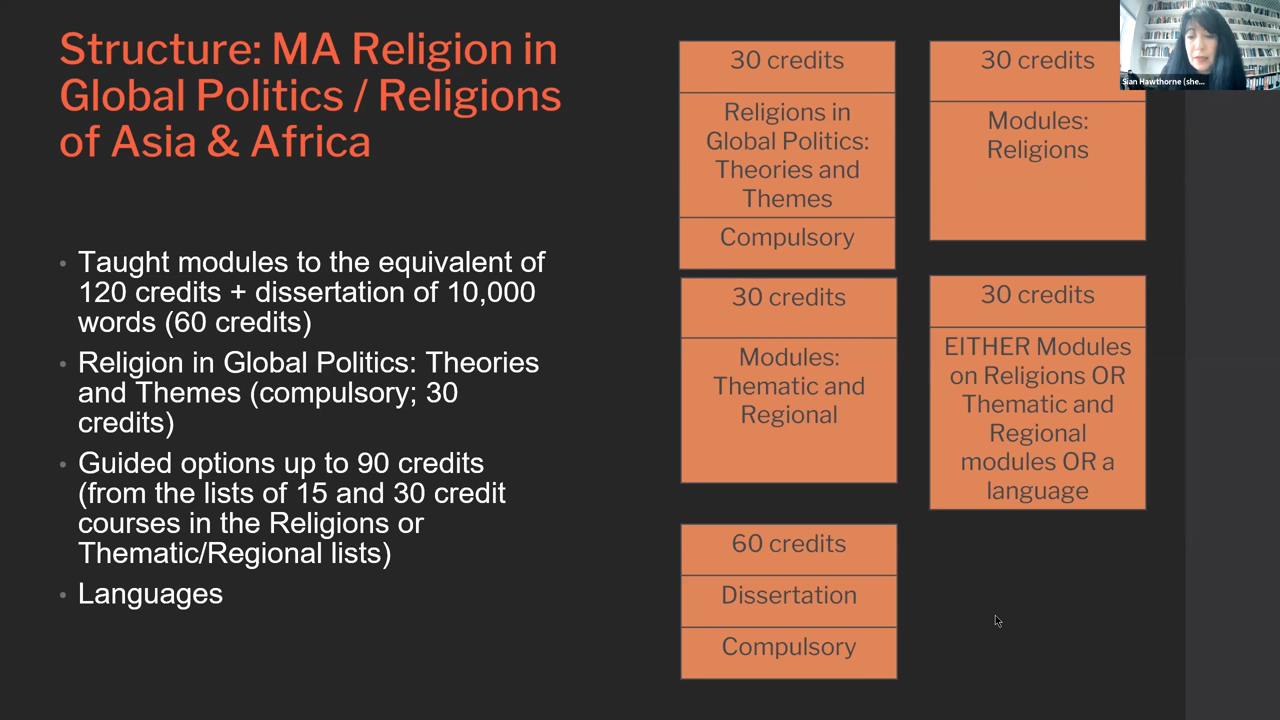 Structure: MA Religion in
Global Politics / Religions
of Asia & Africa
• Taught modules to the equivalent of
120 credits + dissertation of 10,000
words (60 credits)
• Religion in Global Politics: Theories
and Themes (compulsory; 30
credits)
• Guided options up to 90 credits
(from the lists of 15 and 30 credit
courses in the Religions or
Thematic/Regional lists)
• Languages
30 credits
Religions in
Global Politics:
Theories and
Themes
Compulsory
30 credits
Modules:
Religions
30 credits
Modules:
Thematic and
Regional
30 credits
EITHER Modules
on Religions OR
Thematic and
Regional
modules OR a
language
60 credits
Dissertation
Compulsory
Sian Hawthorne (she...